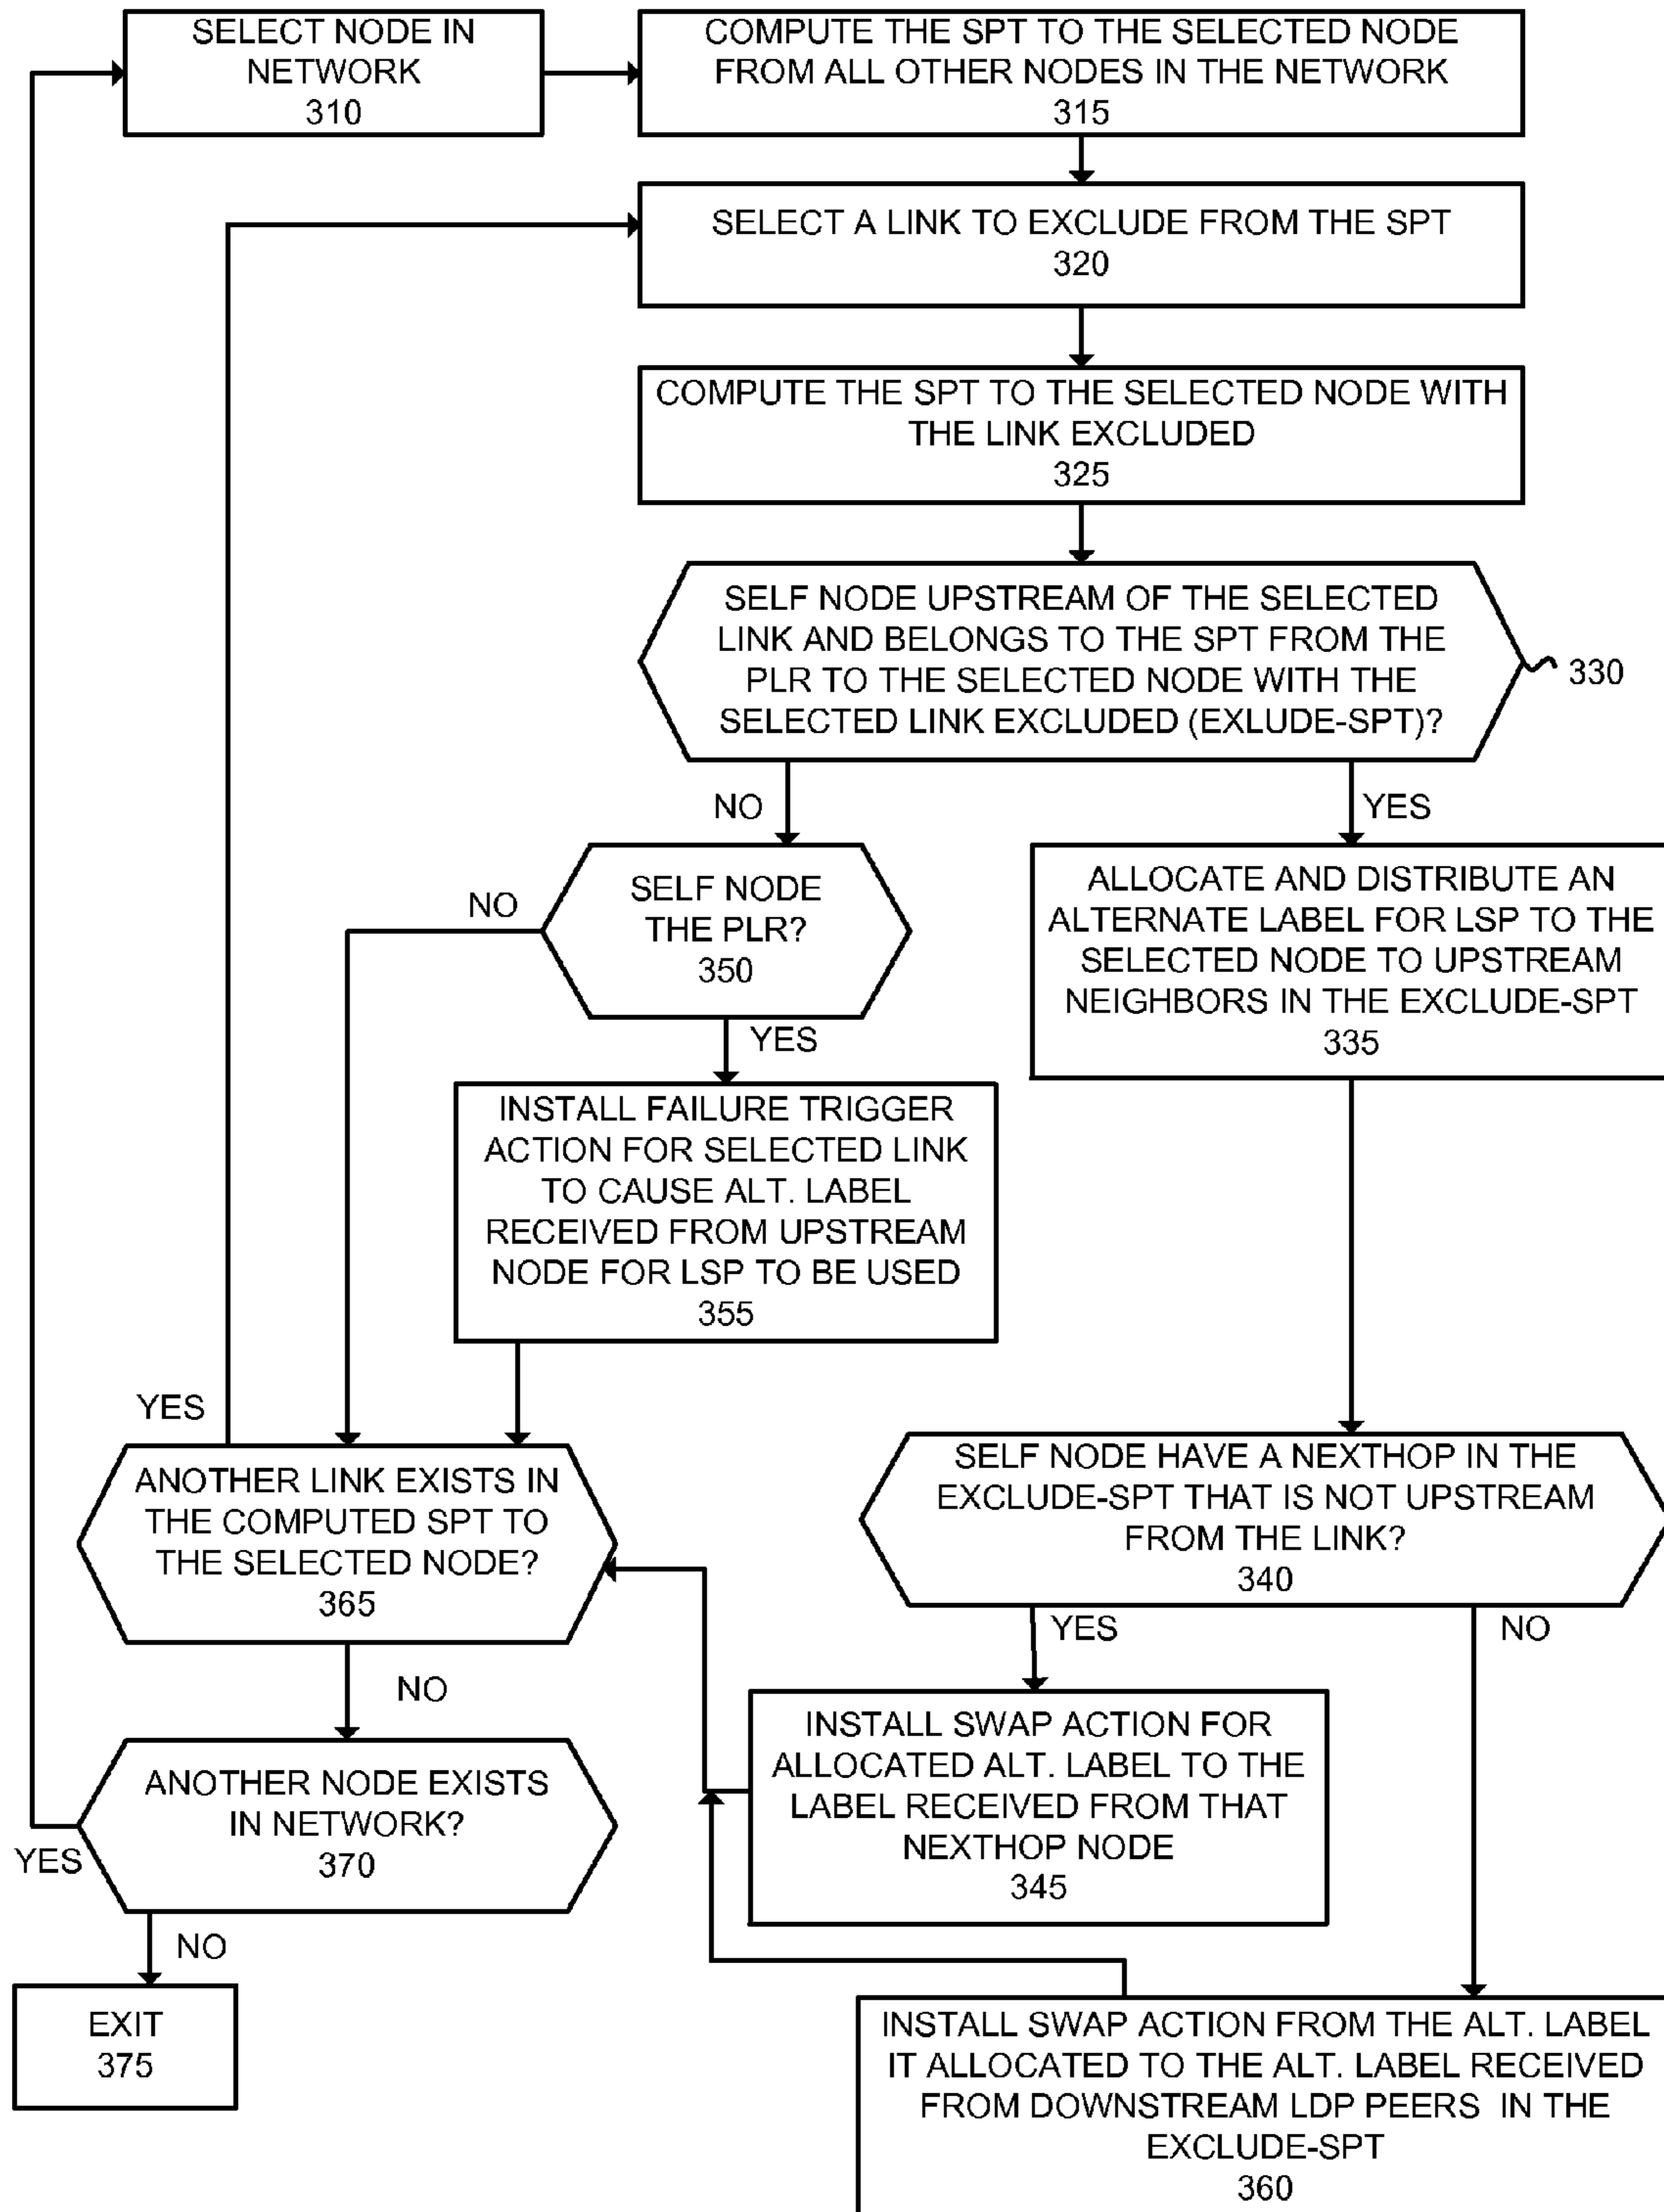 SELECT NODE IN
NETWORK
310
COMPUTE THE SPT TO THE SELECTED NODE
FROM ALL OTHER NODES IN THE NETWORK
315
SELECT A LINK TO EXCLUDE FROM THE SPT
320
COMPUTE THE SPT TO THE SELECTED NODE WITH
THE LINK EXCLUDED
325
SELF NODE UPSTREAM OF THE SELECTED
LINK AND BELONGS TO THE SPT FROM THE
PLR TO THE SELECTED NODE WITH THE
SELECTED LINK EXCLUDED (EXLUDE-SPT)?
330
NO
YES
SELF NODE
THE PLR?
350
NO
YES
ALLOCATE AND DISTRIBUTE AN
ALTERNATE LABEL FOR LSP TO THE
SELECTED NODE TO UPSTREAM
NEIGHBORS IN THE EXCLUDE-SPT
335
INSTALL FAILURE TRIGGER
ACTION FOR SELECTED LINK
TO CAUSE ALT. LABEL
RECEIVED FROM UPSTREAM
NODE FOR LSP TO BE USED
355
YES
ANOTHER LINK EXISTS IN
THE COMPUTED SPT TO
THE SELECTED NODE?
365
SELF NODE HAVE A NEXTHOP IN THE
EXCLUDE-SPT THAT IS NOT UPSTREAM
FROM THE LINK?
340
YES
NO
NO
INSTALL SWAP ACTION FOR
ALLOCATED ALT. LABEL TO THE
LABEL RECEIVED FROM THAT
NEXTHOP NODE
345
ANOTHER NODE EXISTS
IN NETWORK?
370
YES
NO
EXIT
375
INSTALL SWAP ACTION FROM THE ALT. LABEL
IT ALLOCATED TO THE ALT. LABEL RECEIVED
FROM DOWNSTREAM LDP PEERS IN THE
EXCLUDE-SPT
360